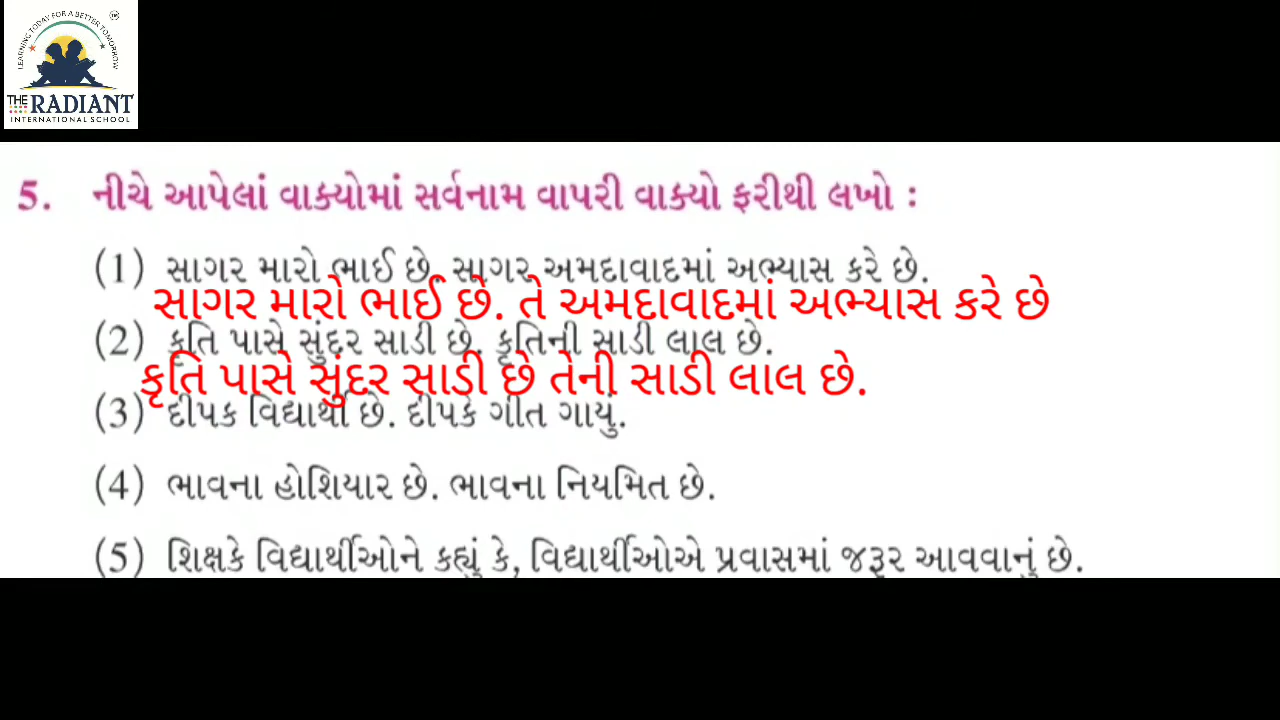 LEARNING TODAY FOR A BETTER TOMORROW
TM
THE RADIANT
INTERNATIONAL SCHOOL
5. નીચે આપેલાં વાક્યોમાં સર્વનામ વાપરી વાક્યો ફરીથી લખો :
(1) સાગર મારો ભાઈ છે. સાગર અમદાવાદમાં અભ્યાસ કરે છે.
સાગર મારો ભાઈ છે. તે અમદાવાદમાં અભ્યાસ કરે છે
(2) કૃતિ પાસે સુંદર સાડી છે. કૃતિની સાડી લાલ છે.
કૃતિ પાસે સુંદર સાડી છે તેની સાડી લાલ છે.
(3) દીપક વિદ્યાર્થી છે. દીપકે ગીત ગાયું.
(4) ભાવના હોશિયાર છે. ભાવના નિયમિત છે.
(5) શિક્ષકે વિદ્યાર્થીઓને કહ્યું કે, વિદ્યાર્થીઓએ પ્રવાસમાં જરૂર આવવાનું છે.